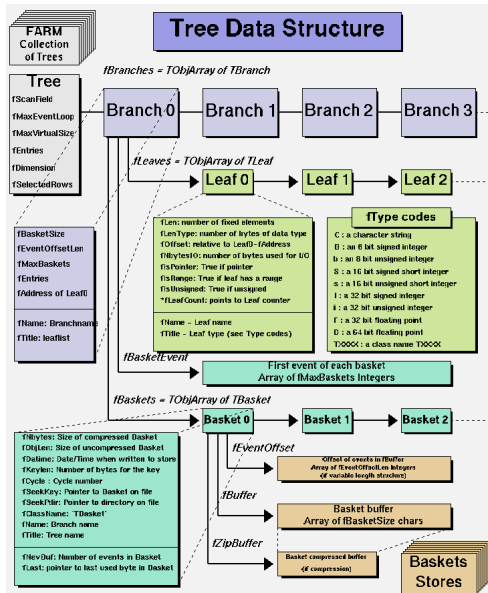 FARM
Collection
of Trees
Tree Data Structure
Tree
fScanField
fMaxEventLoop
fMaxVirtualSize
fEntries
fDimension
fSelectedRows
fBranches = TObjArray of TBranch
Branch 0
Branch 1
Branch 2
Branch 3
fLeaves = TObjArray of TLeaf
Leaf 0
Leaf 1
Leaf 2
fBasketSize
fEventOffsetLen
fMaxBaskets
fEntries
fAddress of Leaf0
fName: Branchname
fTitle: leaflist
fLen: number of fixed elements
fLenType: number of bytes of data type
fOffset: relative to Leaf0-fAddress
fNbytesIO: number of bytes used for I/O
fIsPointer: True if pointer
fIsRange: True if leaf has a range
fIsUnsigned: True if unsigned
*fLeafCount: points to Leaf counter
fName - Leaf name
fTitle - Leaf type (see Type codes)
fType codes
C : a character string
B : an 8 bit signed integer
b : an 8 bit unsigned integer
S : a 16 bit signed short integer
s : a 16 bit unsigned short integer
I : a 32 bit signed integer
i : a 32 bit unsigned integer
F : a 32 bit floating point
D : a 64 bit floating point
TXXXX : a class name TXXXX
fBasketEvent
First event of each basket
Array of fMaxBaskets Integers
fBaskets = TObjArray of TBasket
Basket 0
Basket 1
Basket 2
fNbytes: Size of compressed Basket
fObjLen: Size of uncompressed Basket
fDatime: Date/Time when written to store
fKeylen: Number of bytes for the key
fCycle : Cycle number
fSeekKey: Pointer to Basket on file
fSeekPdir: Pointer to directory on file
fClassName: 'TBasket'
fName: Branch name
fTitle: Tree name
fNevBuf: Number of events in Basket
fLast: pointer to last used byte in Basket
fEventOffset
Offset of events in fBuffer
Array of fEventOffsetLen Integers
(if variable length structure)
fBuffer
Basket buffer
Array of fBasketSize chars
fZipBuffer
Basket compressed buffer
(if compression)
Baskets
Stores